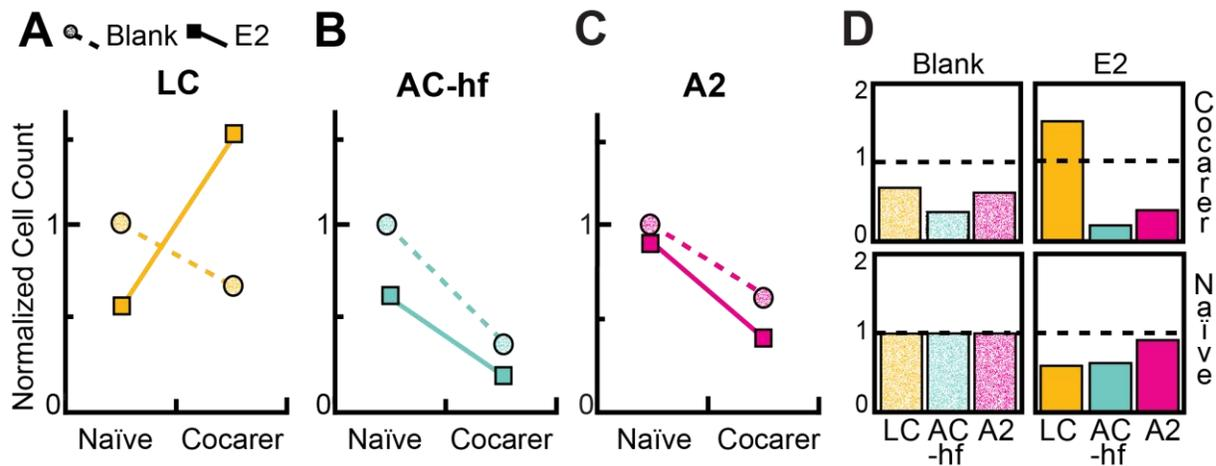 A Blank E2
LC
Normalized Cell Count
1
0
Naïve Cocarer
B
AC-hf
1
0
Naïve Cocarer
C
A2
1
0
Naïve Cocarer
D
Blank E2
2
1
0
Cocarer
2
1
0
Naïve
LC AC-hf A2 LC AC-hf A2